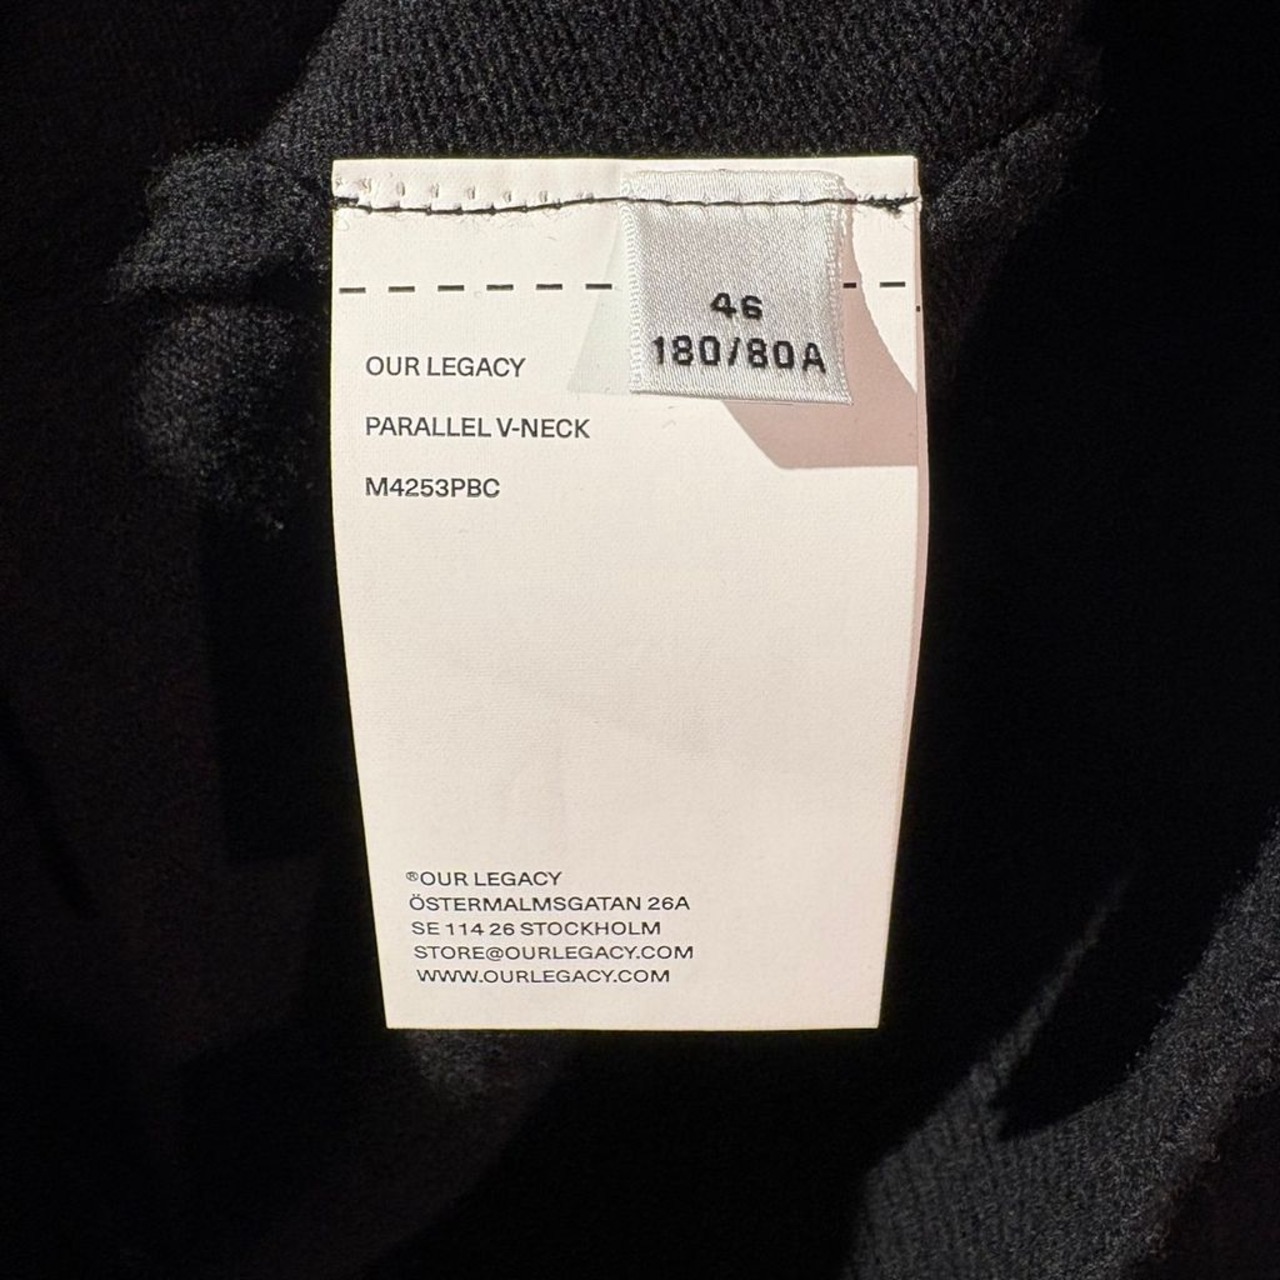 46
180/80A
OUR LEGACY
PARALLEL V-NECK
M4253PBC
®OUR LEGACY
ÖSTERMALMSGATAN 26A
SE 114 26 STOCKHOLM
STORE@OURLEGACY.COM
WWW.OURLEGACY.COM